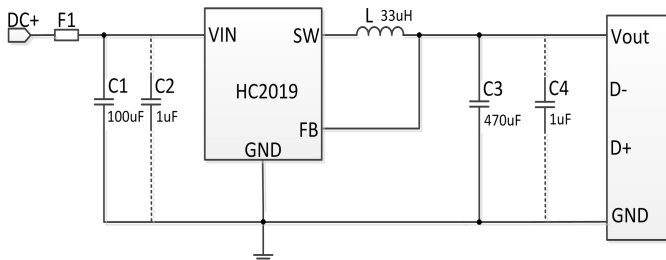 DC+ F1
VIN SW
L 33uH
Vout
C1
100uF
C2
1uF
HC2019
C3
470uF
C4
1uF
D-
FB
D+
GND
GND